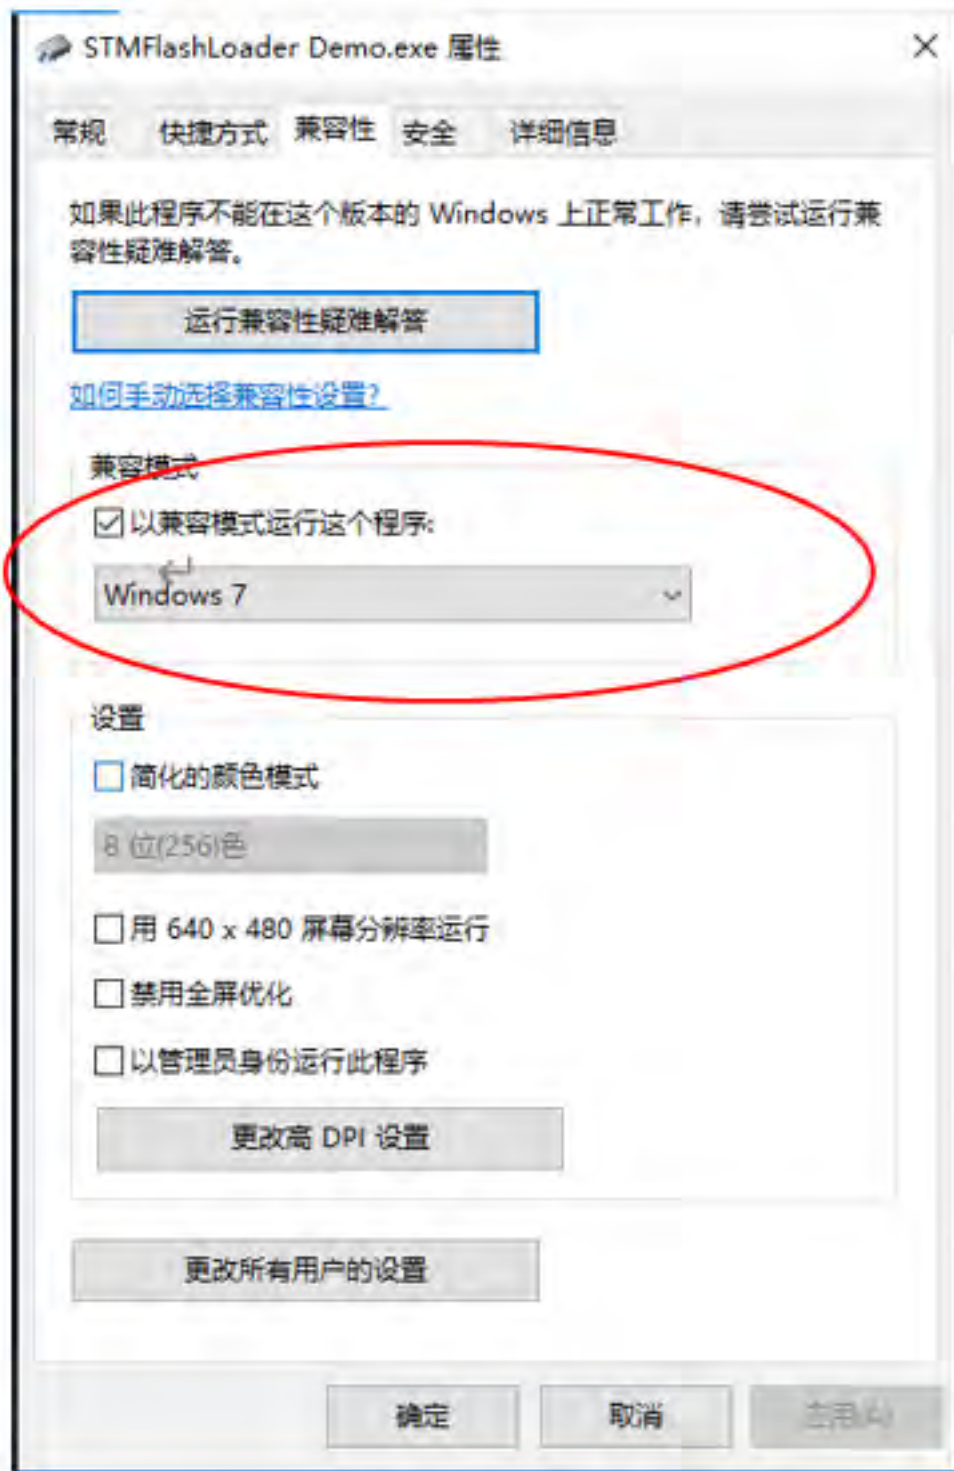 STMFlashLoader Demo.exe 属性
常规 快捷方式 兼容性 安全 详细信息
如果此程序不能在这个版本的 Windows 上正常工作，请尝试运行兼
容性疑难解答。
运行兼容性疑难解答
如何手动选择兼容性设置?
兼容模式
以兼容模式运行这个程序:
Windows 7
设置
简化的颜色模式
8 位(256)色
用 640 x 480 屏幕分辨率运行
禁用全屏优化
以管理员身份运行此程序
更改高 DPI 设置
更改所有用户的设置
确定 取消 应用(A)